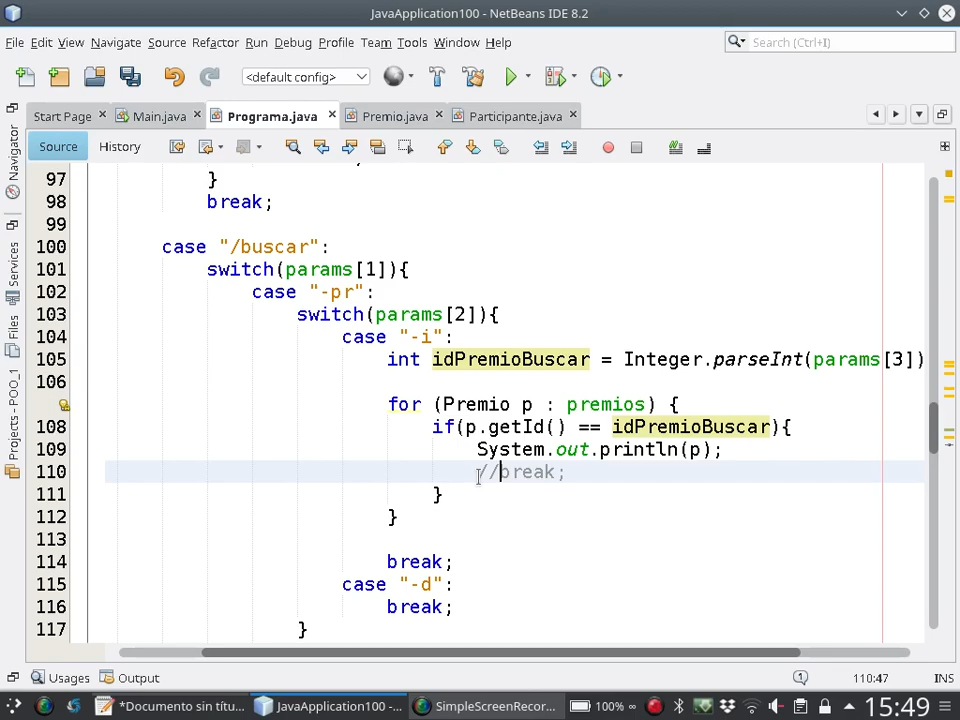 JavaApplication100 - NetBeans IDE 8.2
File Edit View Navigate Source Refactor Run Debug Profile Team Tools Window Help
Search (Ctrl+I)
<default config>
Start Page Main.java Programa.java Premio.java Participante.java
Source History
Navigator
Services
Files
Projects - POO_1
97 }
98 break;
99
100 case "/buscar":
101 switch(params[1]){
102 case "-pr":
103 switch(params[2]){
104 case "-i":
105 int idPremioBuscar = Integer.parseInt(params[3])
106
for (Premio p : premios) {
108 if(p.getId() == idPremioBuscar){
109 System.out.println(p);
110 //break;
111 }
112 }
113
114 break;
115 case "-d":
116 break;
117 }
Usages Output
1
110:47 INS
*Documento sin títu... JavaApplication100 -... SimpleScreenRecor... 100% 15:49